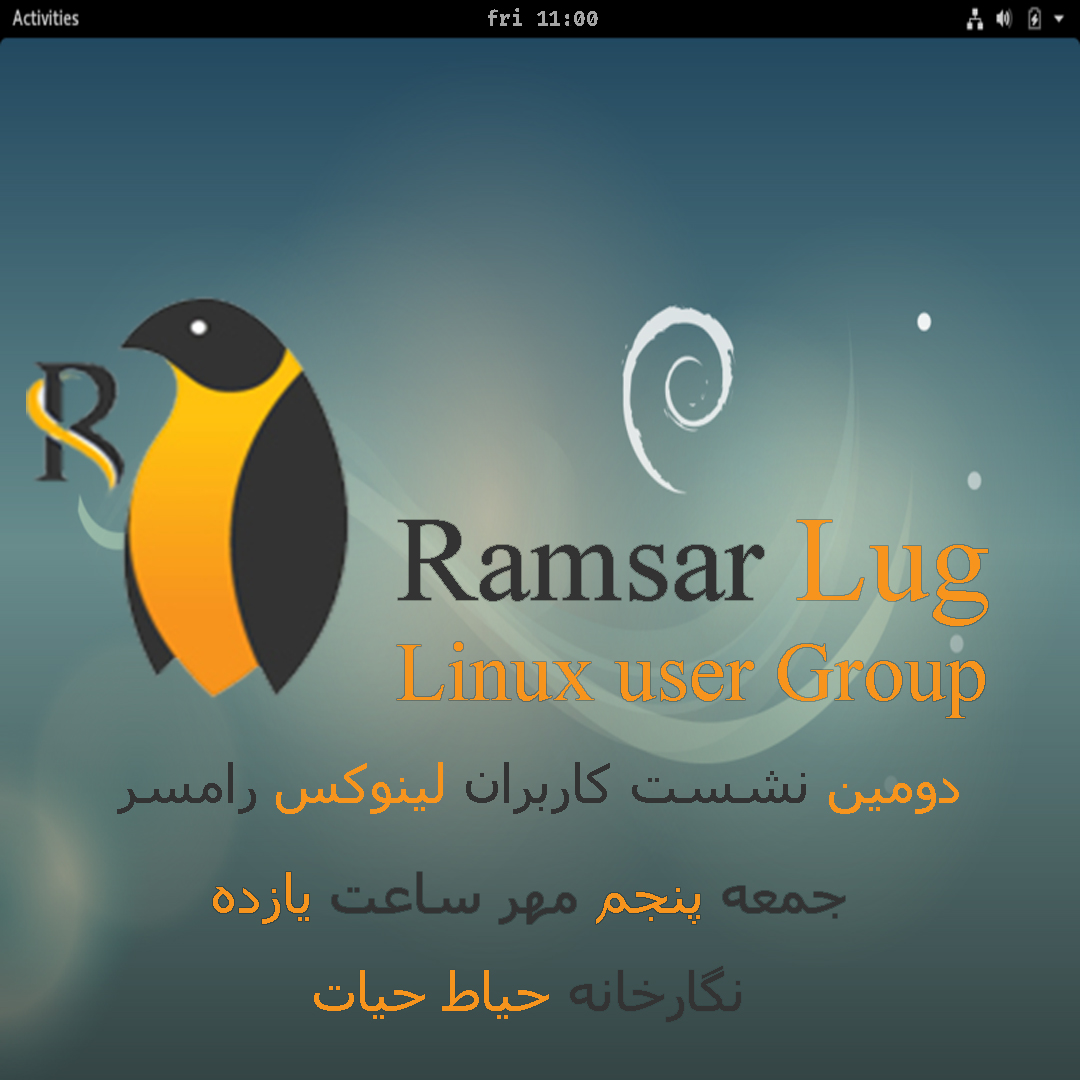 Activities fri 11:00
R
Ramsar Lug
Linux user Group
دومین نشست کاربران لینوکس رامسر
جمعه پنجم مهر ساعت یازده
نگارخانه حیاط حیات